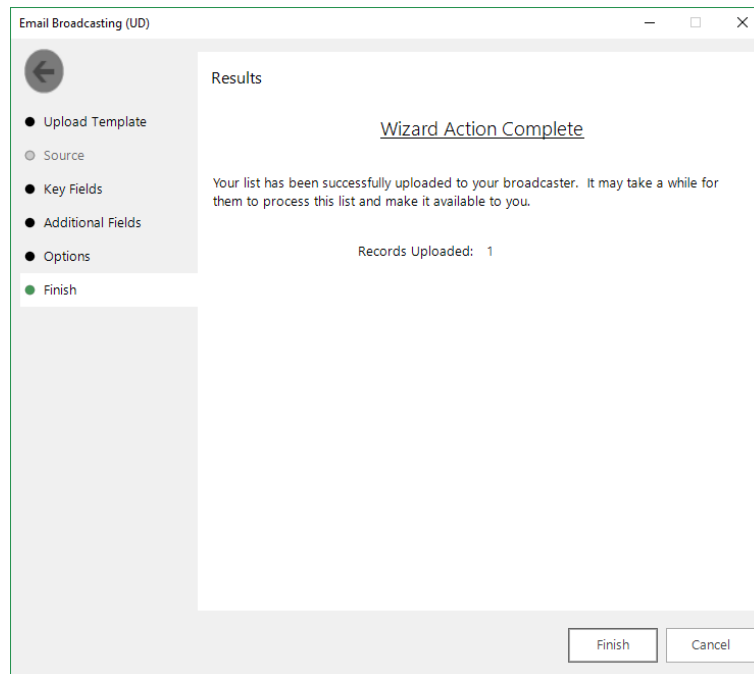 Email Broadcasting (UD)
Results
Upload Template
Source
Key Fields
Additional Fields
Options
Finish
Wizard Action Complete
Your list has been successfully uploaded to your broadcaster.  It may take a while for
them to process this list and make it available to you.
Records Uploaded:  1
Finish
Cancel